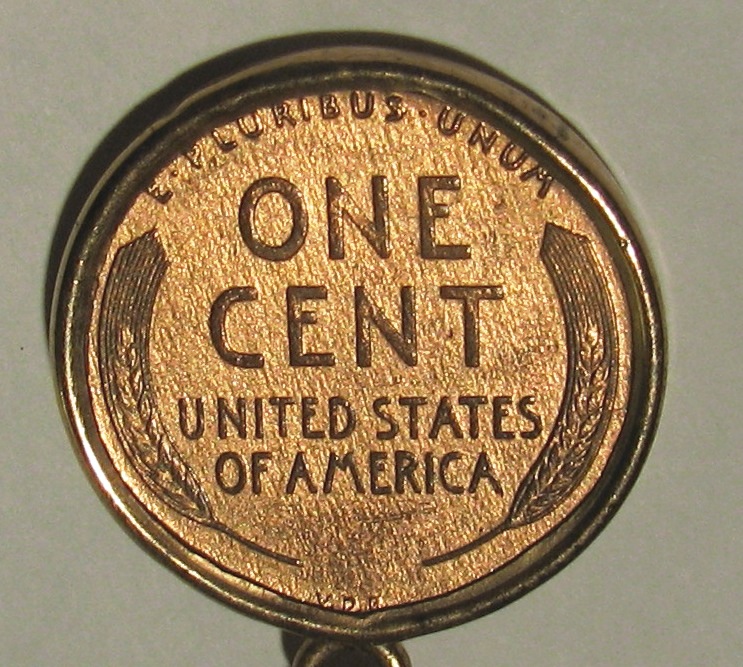 E·PLURIBUS·UNUM
ONE
CENT
UNITED STATES
OF AMERICA
V.D.B.